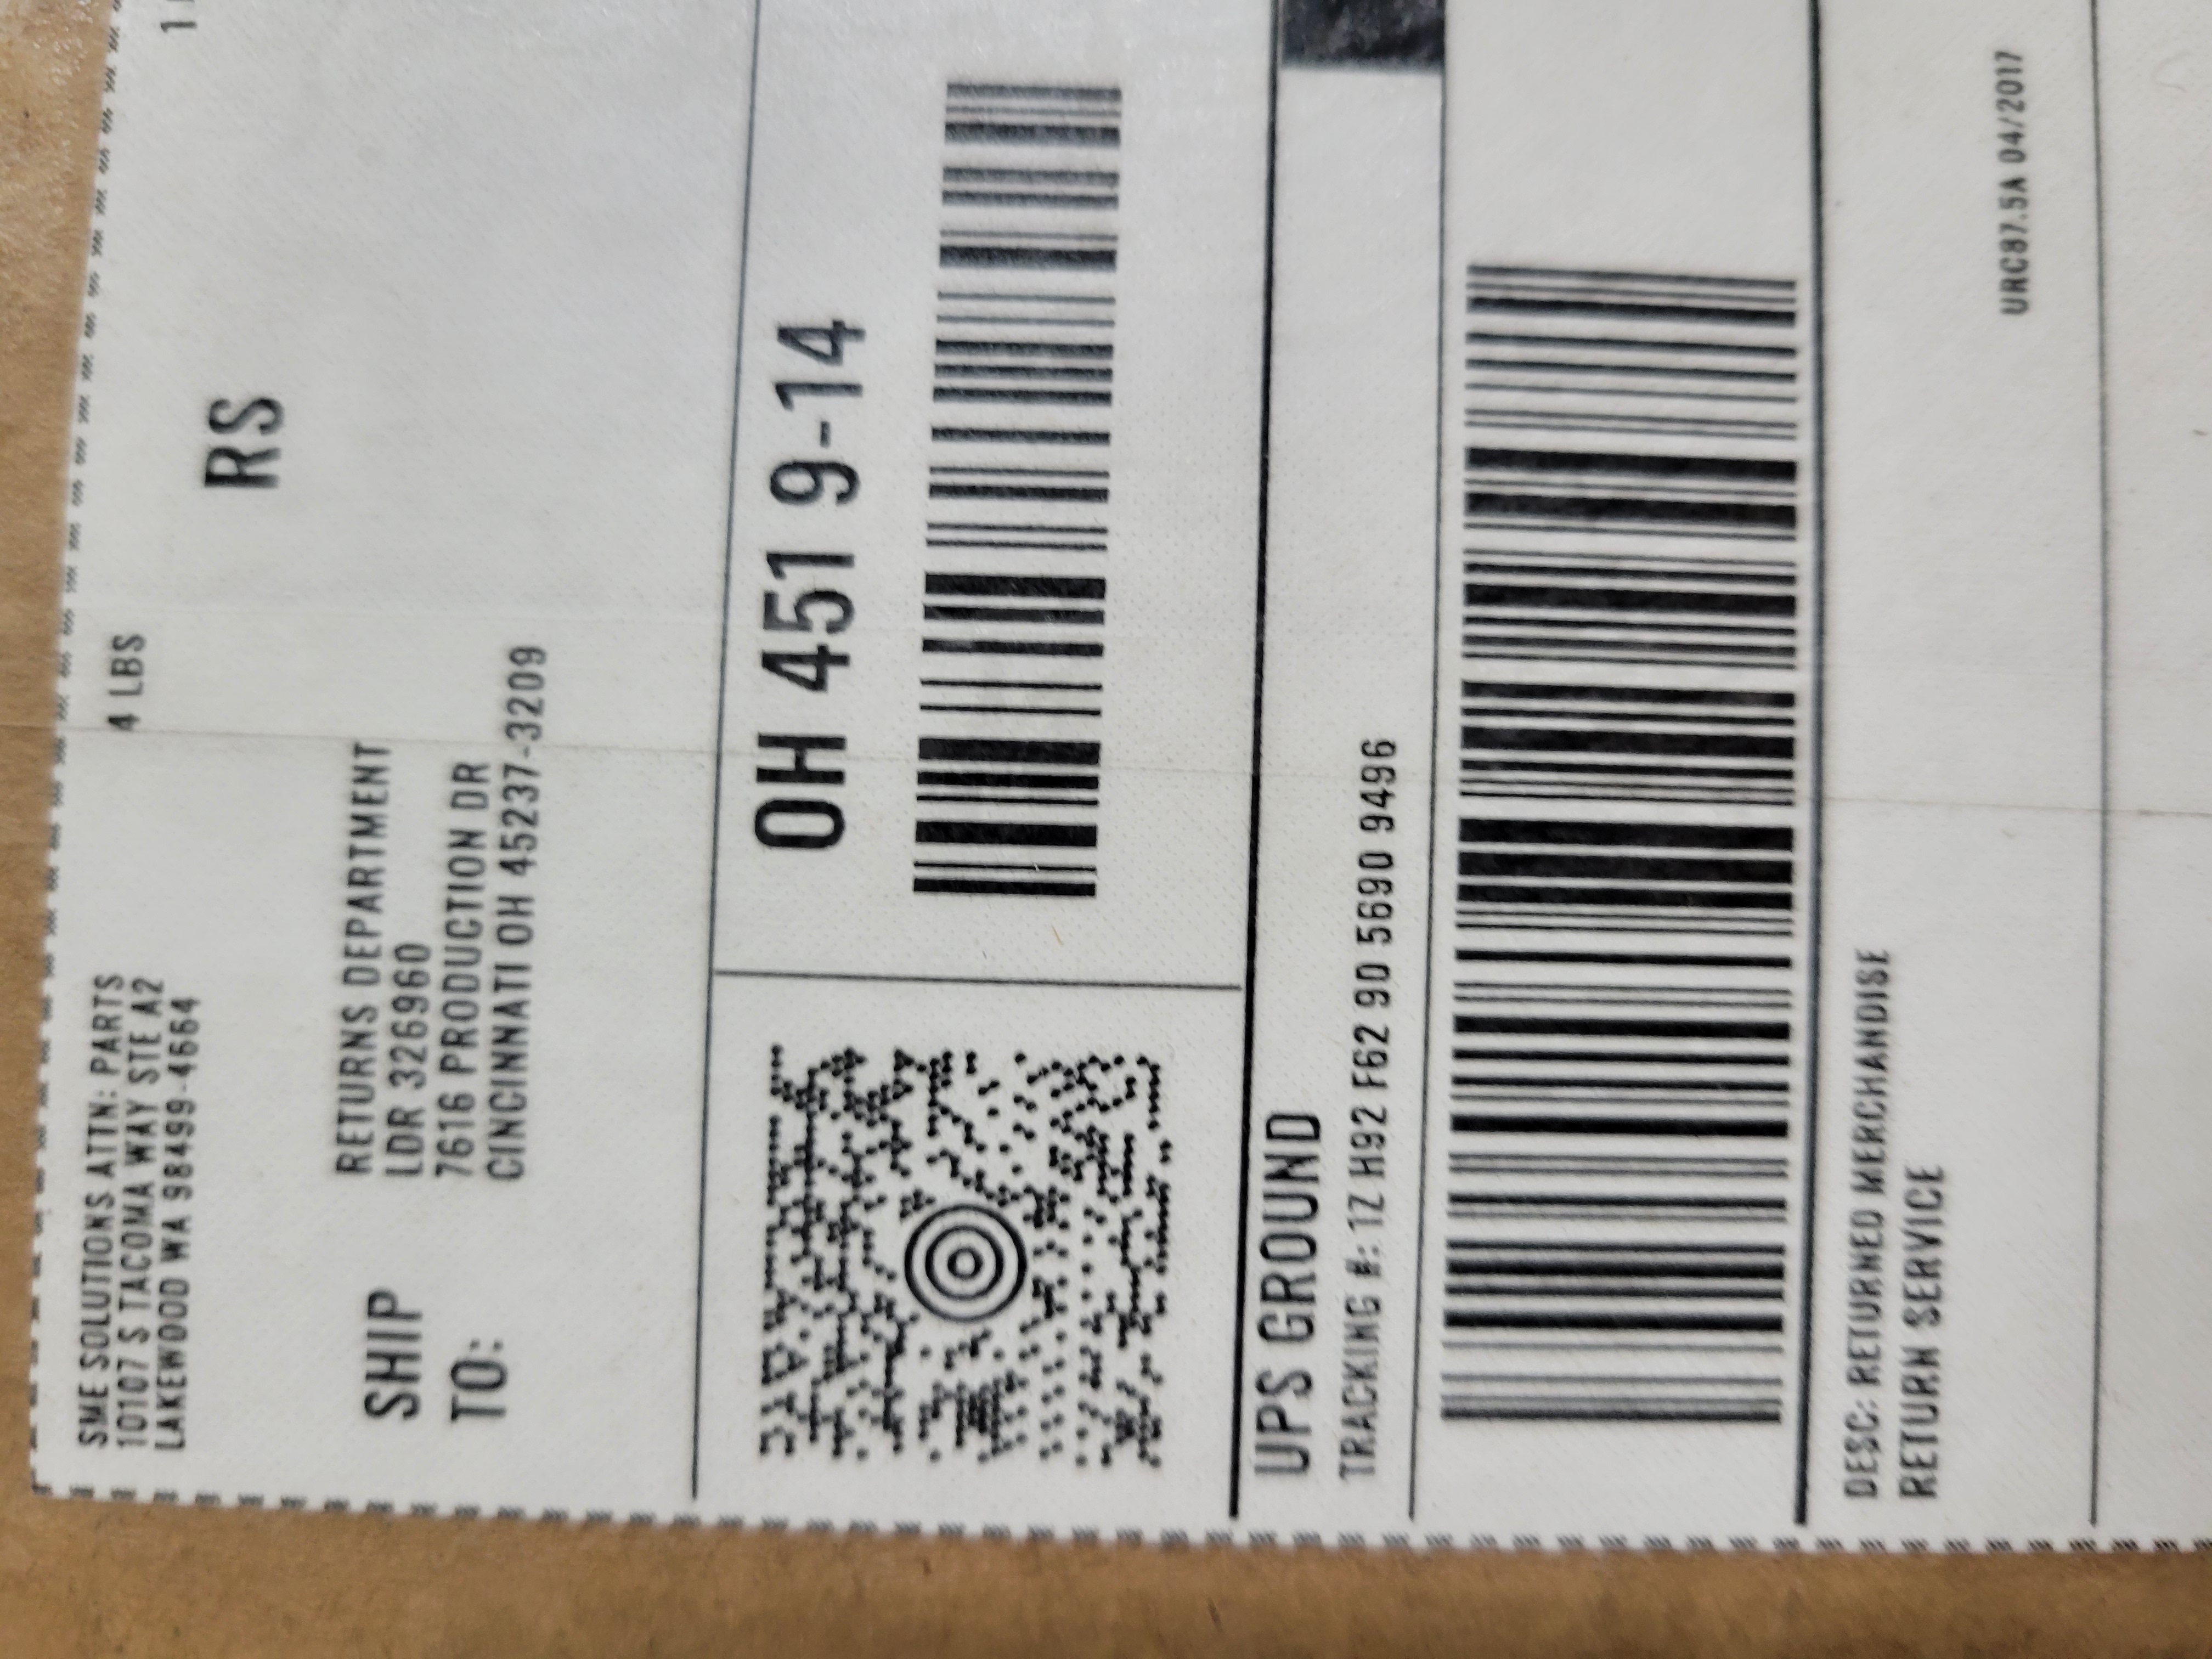 SME SOLUTIONS ATTN: PARTS
10107 S TACOMA WAY STE A2
LAKEWOOD WA 98499-4664
4 LBS
1
RS
SHIP
TO:
RETURNS DEPARTMENT
LDR 326960
7616 PRODUCTION DR
CINCINNATI OH 45237-3209
OH 451 9-14
UPS GROUND
TRACKING #: 1Z H92 F62 90 5690 9496
DESC: RETURNED MERCHANDISE
RETURN SERVICE
URC87.5A 04/2017